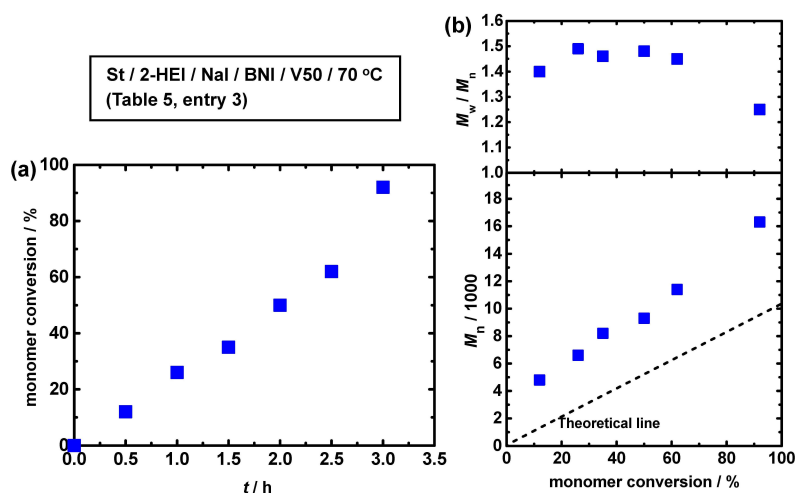 St / 2-HEI / NaI / BNI / V50 / 70 °C
(Table 5, entry 3)
(a)
monomer conversion / %
100
80
60
40
20
0
0.0 0.5 1.0 1.5 2.0 2.5 3.0 3.5
t / h
(b)
Mw / Mn
1.6
1.5
1.4
1.3
1.2
1.1
1.0
Mn / 1000
18
16
14
12
10
8
6
4
2
0
Theoretical line
0 20 40 60 80 100
monomer conversion / %